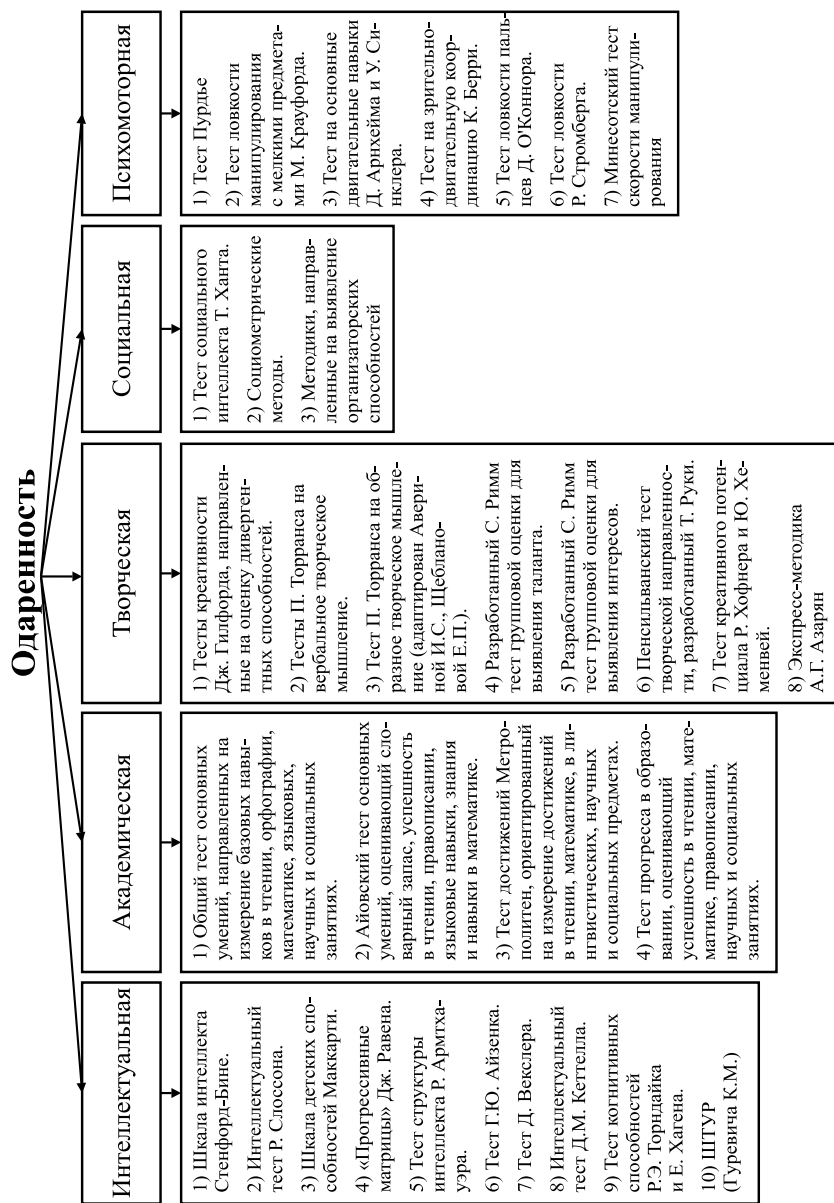 Одаренность
Интеллектуальная
1) Шкала интеллекта
Стенфорд-Бине.
2) Интеллектуальный
тест Р. Слоссона.
3) Шкала детских спо-
собностей Маккарти.
4) «Прогрессивные
матрицы» Дж. Равена.
5) Тест структуры
интеллекта Р. Армтха-
уэра.
6) Тест Г.Ю. Айзенка.
7) Тест Д. Векслера.
8) Интеллектуальный
тест Д.М. Кеттелла.
9) Тест когнитивных
способностей
Р.Э. Торндайка
и Е. Хагена.
10) ШТУР
(Гуревича К.М.)
Академическая
1) Общий тест основных
умений, направленных на
измерение базовых навы-
ков в чтении, орфографии,
математике, языковых,
научных и социальных
занятиях.
2) Айовский тест основных
умений, оценивающий сло-
варный запас, успешность
в чтении, правописании,
языковые навыки, знания
и навыки в математике.
3) Тест достижений Метро-
политен, ориентированный
на измерение достижений
в чтении, математике, в ли-
нгвистических, научных
и социальных предметах.
4) Тест прогресса в образо-
вании, оценивающий
успешность в чтении, мате-
матике, правописании,
научных и социальных
занятиях.
Творческая
1) Тесты креативности
Дж. Гилфорда, направлен-
ные на оценку диверген-
тных способностей.
2) Тесты П. Торранса на
вербальное творческое
мышление.
3) Тест П. Торранса на об-
разное творческое мышле-
ние (адаптирован Авери-
ной И.С., Щеблано-
вой Е.П.).
4) Разработанный С. Римм
тест групповой оценки для
выявления таланта.
5) Разработанный С. Римм
тест групповой оценки для
выявления интересов.
6) Пенсильванский тест
творческой направленнос-
ти, разработанный Т. Руки.
7) Тест креативного потен-
циала Р. Хофнера и Ю. Хе-
менвей.
8) Экспресс-методика
А.Г. Азарян
Социальная
1) Тест социального
интеллекта Т. Ханта.
2) Социометрические
методы.
3) Методики, направ-
ленные на выявление
организаторских
способностей
Психомоторная
1) Тест Пурдье
2) Тест ловкости
манипулирования
с мелкими предмета-
ми М. Крауфорда.
3) Тест на основные
двигательные навыки
Д. Арнхейма и У. Си-
нклера.
4) Тест на зрительно-
двигательную коор-
динацию К. Берри.
5) Тест ловкости паль-
цев Д. О'Коннора.
6) Тест ловкости
Р. Стромберга.
7) Минесотский тест
скорости манипули-
рования